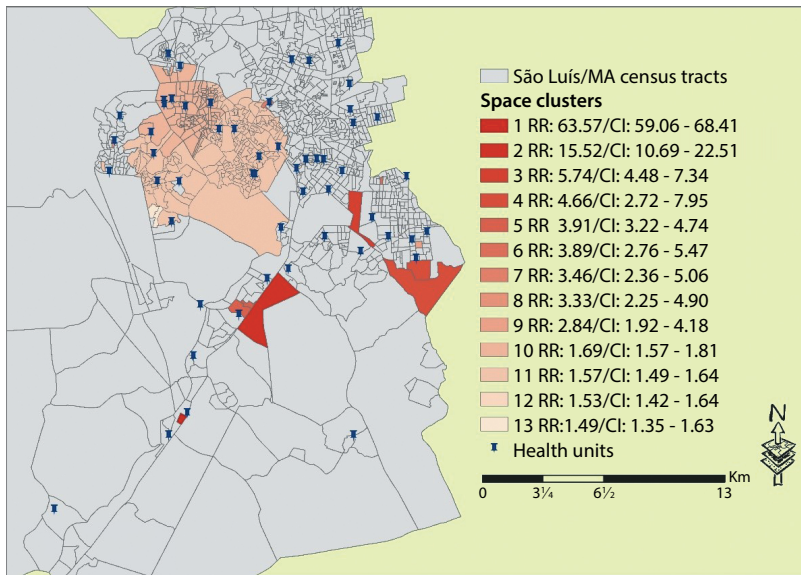 São Luís/MA census tracts
Space clusters
1 RR: 63.57/CI: 59.06 - 68.41
2 RR: 15.52/CI: 10.69 - 22.51
3 RR: 5.74/CI: 4.48 - 7.34
4 RR: 4.66/CI: 2.72 - 7.95
5 RR 3.91/CI: 3.22 - 4.74
6 RR: 3.89/CI: 2.76 - 5.47
7 RR: 3.46/CI: 2.36 - 5.06
8 RR: 3.33/CI: 2.25 - 4.90
9 RR: 2.84/CI: 1.92 - 4.18
10 RR: 1.69/CI: 1.57 - 1.81
11 RR: 1.57/CI: 1.49 - 1.64
12 RR: 1.53/CI: 1.42 - 1.64
13 RR:1.49/CI: 1.35 - 1.63
Health units
N
Km
0 3¼ 6½ 13